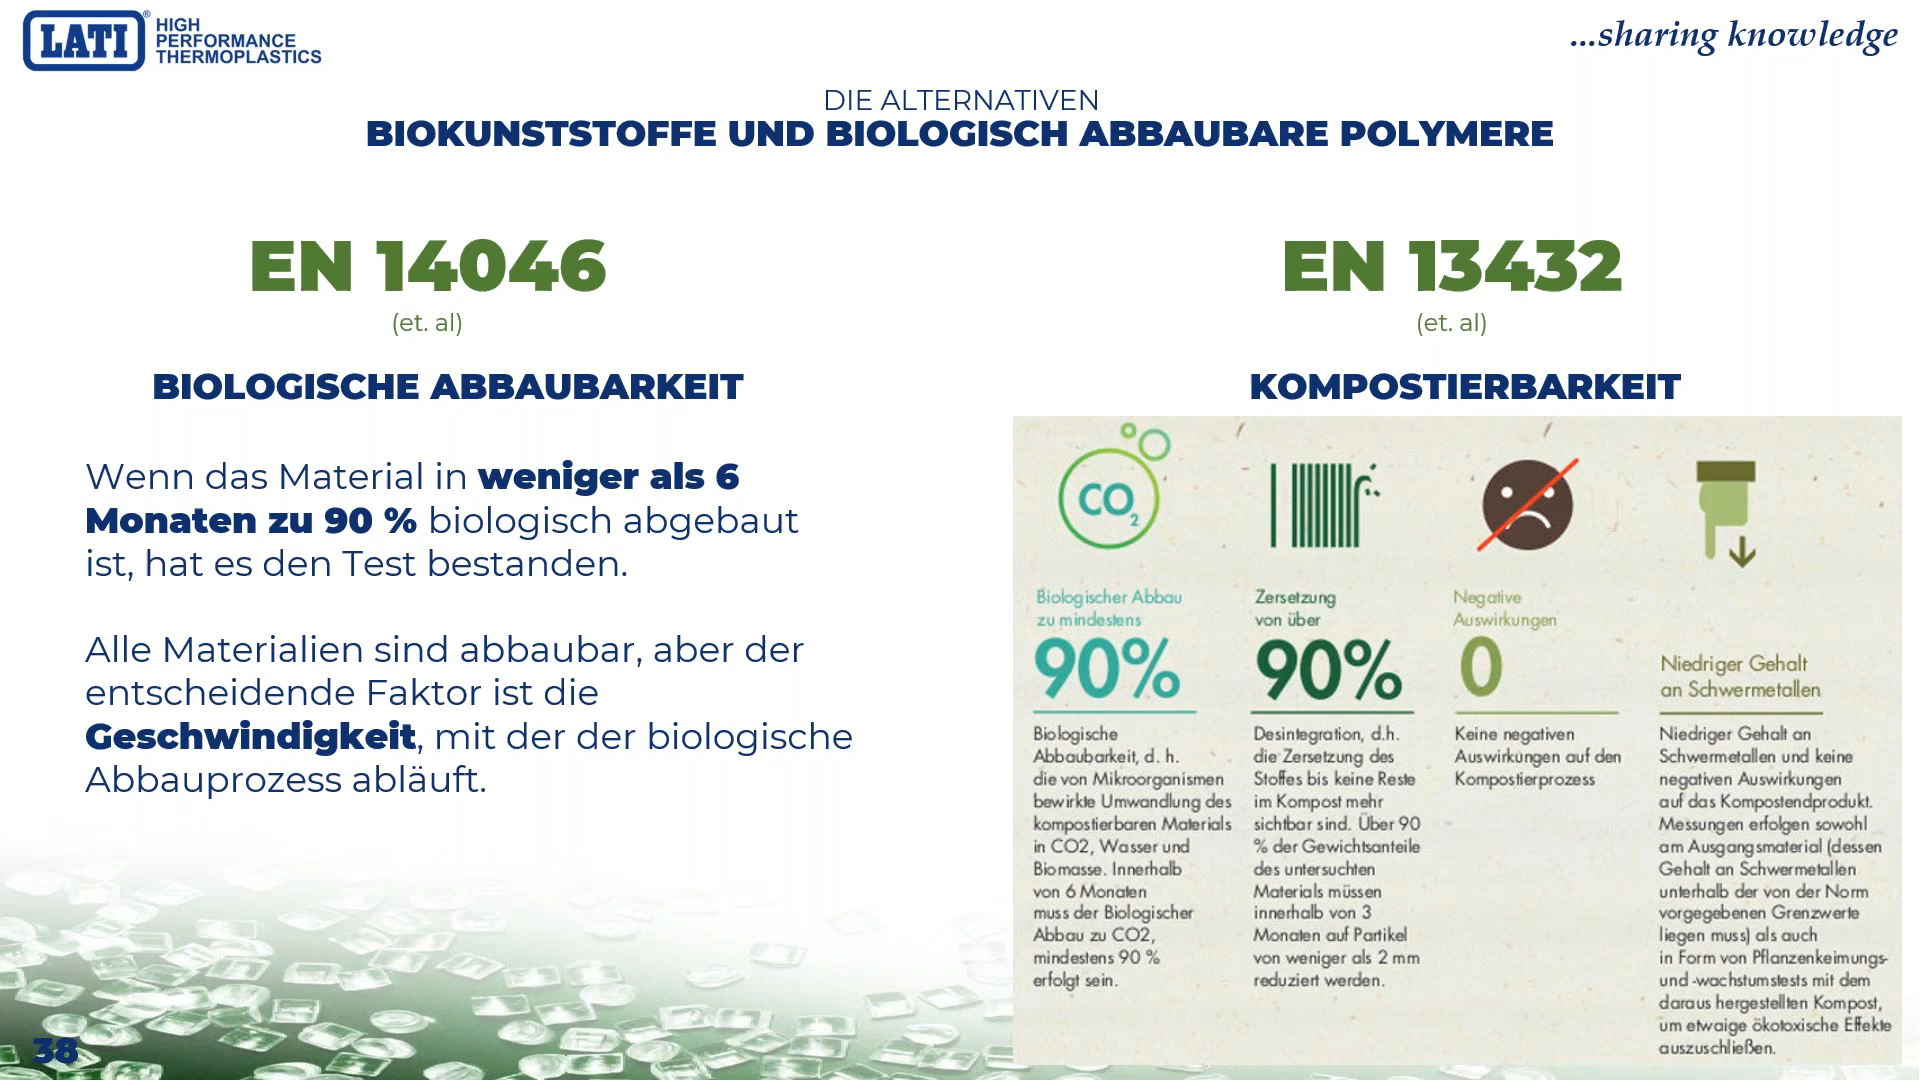 LATI®
HIGH
PERFORMANCE
THERMOPLASTICS
...sharing knowledge
DIE ALTERNATIVEN
BIOKUNSTSTOFFE UND BIOLOGISCH ABBAUBARE POLYMERE
EN 14046
(et. al)
BIOLOGISCHE ABBAUBARKEIT
Wenn das Material in weniger als 6
Monaten zu 90 % biologisch abgebaut
ist, hat es den Test bestanden.
Alle Materialien sind abbaubar, aber der
entscheidende Faktor ist die
Geschwindigkeit, mit der der biologische
Abbauprozess abläuft.
EN 13432
(et. al)
KOMPOSTIERBARKEIT
CO2
Biologischer Abbau
zu mindestens
90%
Biologische
Abbaubarkeit, d. h.
die von Mikroorganismen
bewirkte Umwandlung des
kompostierbaren Materials
in CO2, Wasser und
Biomasse. Innerhalb
von 6 Monaten
muss der Biologischer
Abbau zu CO2,
mindestens 90 %
erfolgt sein.
Zersetzung
von über
90%
Desintegration, d.h.
die Zersetzung des
Stoffes bis keine Reste
im Kompost mehr
sichtbar sind. Über 90
% der Gewichtsanteile
des untersuchten
Materials müssen
innerhalb von 3
Monaten auf Partikel
von weniger als 2 mm
reduziert werden.
Negative
Auswirkungen
0
Keine negativen
Auswirkungen auf den
Kompostierprozess
Niedriger Gehalt
an Schwermetallen
Niedriger Gehalt an
Schwermetallen und keine
negativen Auswirkungen
auf das Kompostendprodukt.
Messungen erfolgen sowohl
am Ausgangsmaterial (dessen
Gehalt an Schwermetallen
unterhalb der von der Norm
vorgegebenen Grenzwerte
liegen muss) als auch
in Form von Pflanzenkeimungs-
und -wachstumstests mit dem
daraus hergestellten Kompost,
um etwaige ökotoxische Effekte
auszuschließen.
38